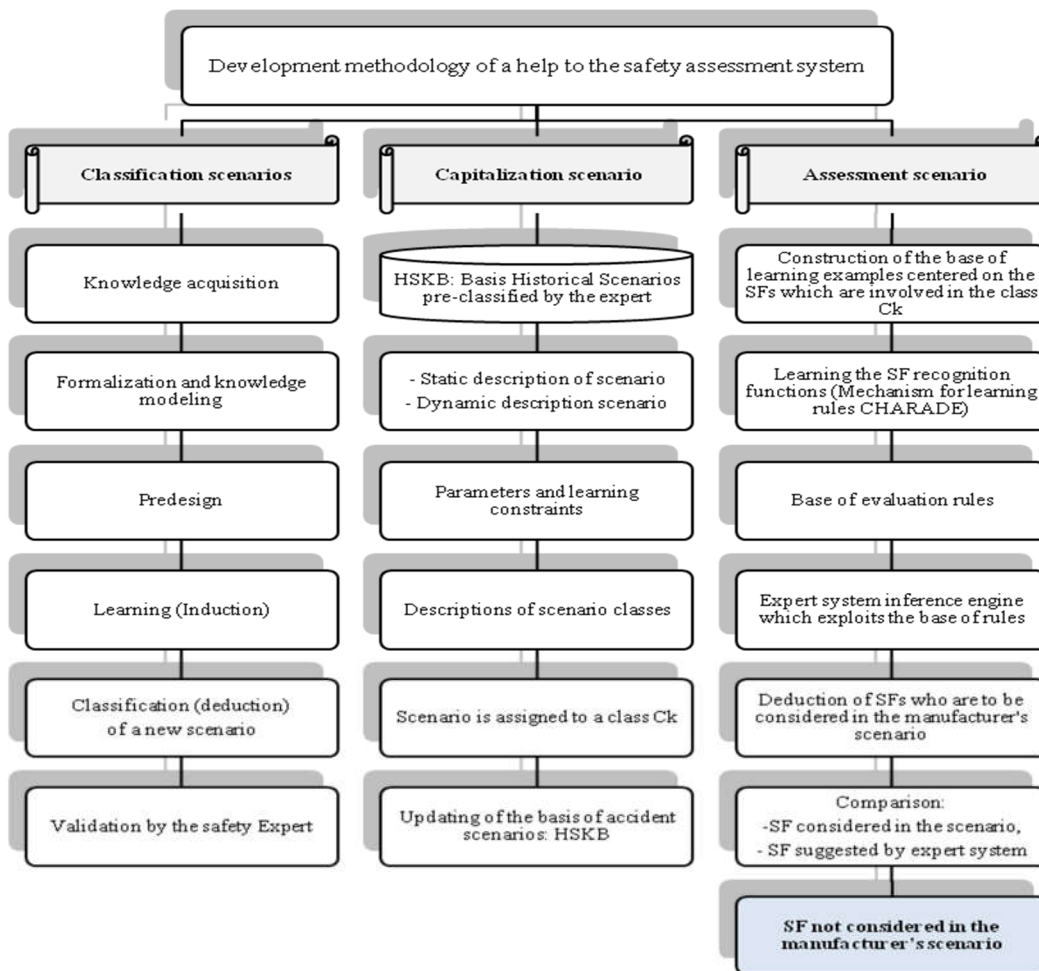 Development methodology of a help to the safety assessment system
Classification scenarios
Knowledge acquisition
Formalization and knowledge
modeling
Predesign
Learning (Induction)
Classification (deduction)
of a new scenario
Validation by the safety Expert
Capitalization scenario
HSKB: Basis Historical Scenarios
pre-classified by the expert
- Static description of scenario
- Dynamic description scenario
Parameters and learning
constraints
Descriptions of scenario classes
Scenario is assigned to a class Ck
Updating of the basis of accident
scenarios: HSKB
Assessment scenario
Construction of the base of
learning examples centered on the
SFs which are involved in the class
Ck
Learning the SF recognition
functions (Mechanism for learning
rules CHARADE)
Base of evaluation rules
Expert system inference engine
which exploits the base of rules
Deduction of SFs who are to be
considered in the manufacturer's
scenario
Comparison:
-SF considered in the scenario,
- SF suggested by expert system
SF not considered in the
manufacturer's scenario